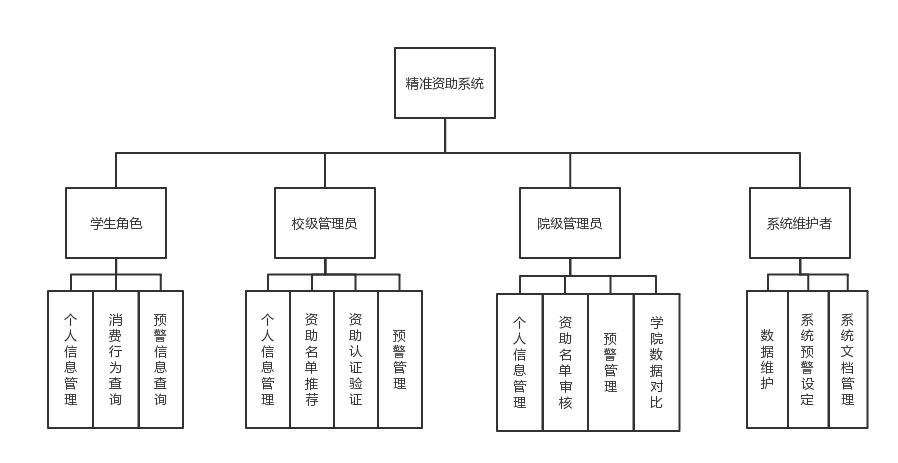 精准资助系统
学生角色
校级管理员
院级管理员
系统维护者
个人信息管理
消费行为查询
预警信息查询
个人信息管理
资助名单推荐
资助认证验证
预警管理
个人信息管理
资助名单审核
预警管理
学院数据对比
数据维护
系统预警设定
系统文档管理